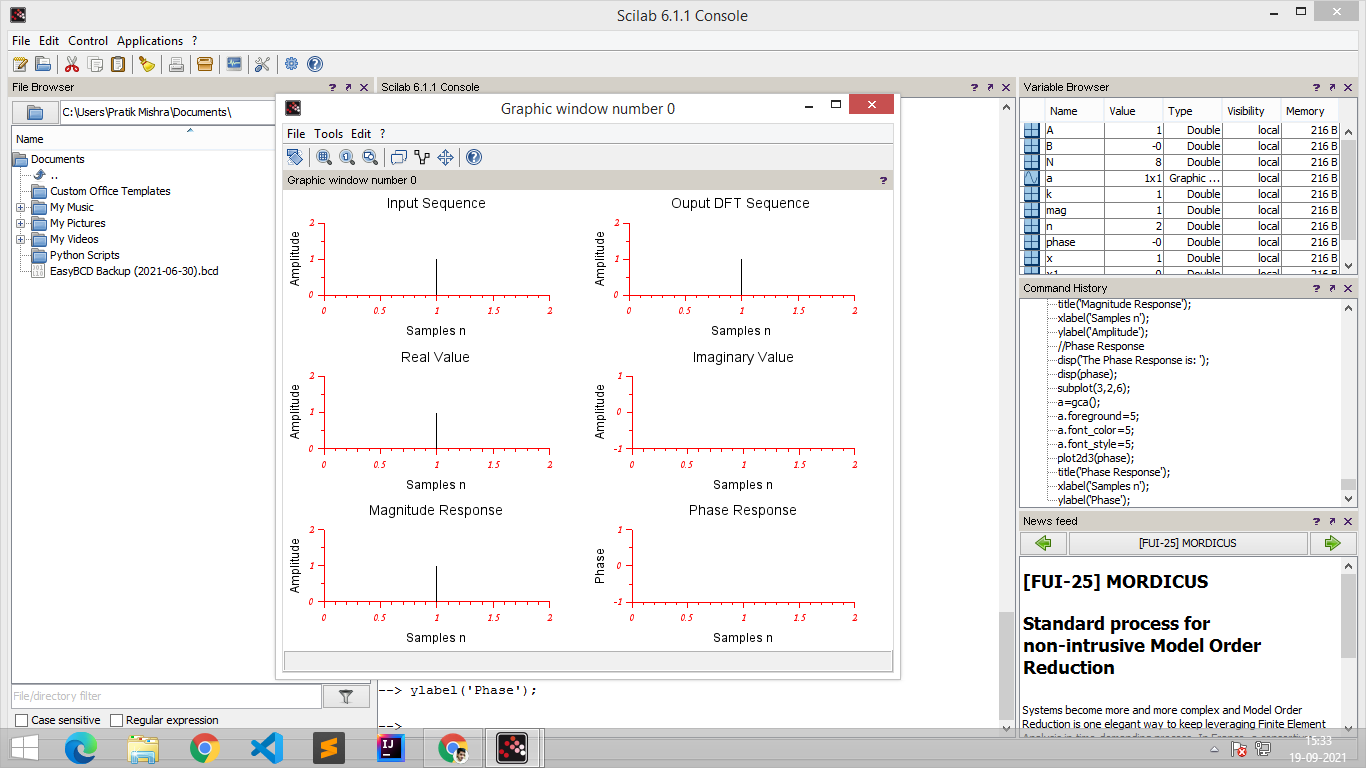 Scilab 6.1.1 Console
File Edit Control Applications ?
File Browser ? 
Scilab 6.1.1 Console ?
Variable Browser ?
C:\Users\Pratik Mishra\Documents\
Name
Documents
..
Custom Office Templates
My Music
My Pictures
My Videos
Python Scripts
EasyBCD Backup (2021-06-30).bcd
File/directory filter
Case sensitive Regular expression
Graphic window number 0
File Tools Edit ?
Graphic window number 0 ?
Input Sequence
Amplitude
2
1
0
0 0.5 1 1.5 2
Samples n
Ouput DFT Sequence
Amplitude
2
1
0
0 0.5 1 1.5 2
Samples n
Real Value
Amplitude
2
1
0
0 0.5 1 1.5 2
Samples n
Imaginary Value
Amplitude
1
0
-1
0 0.5 1 1.5 2
Samples n
Magnitude Response
Amplitude
2
1
0
0 0.5 1 1.5 2
Samples n
Phase Response
Phase
1
0
-1
0 0.5 1 1.5 2
Samples n
--> ylabel('Phase');
-->
Name Value Type Visibility Memory
A 1 Double local 216 B
B -0 Double local 216 B
N 8 Double local 216 B
a 1x1 Graphic ... local 216 B
k 1 Double local 216 B
mag 1 Double local 216 B
n 2 Double local 216 B
phase -0 Double local 216 B
x 1 Double local 216 B
x1 0 Double local 216 B
Command History ?
title('Magnitude Response');
xlabel('Samples n');
ylabel('Amplitude');
//Phase Response
disp('The Phase Response is: ');
disp(phase);
subplot(3,2,6);
a=gca();
a.foreground=5;
a.font_color=5;
a.font_style=5;
plot2d3(phase);
title('Phase Response');
xlabel('Samples n');
ylabel('Phase');
News feed ?
[FUI-25] MORDICUS
[FUI-25] MORDICUS
Standard process for
non-intrusive Model Order
Reduction
Systems become more and more complex and Model Order
Reduction is one elegant way to keep leveraging Finite Element
15:33
19-09-2021